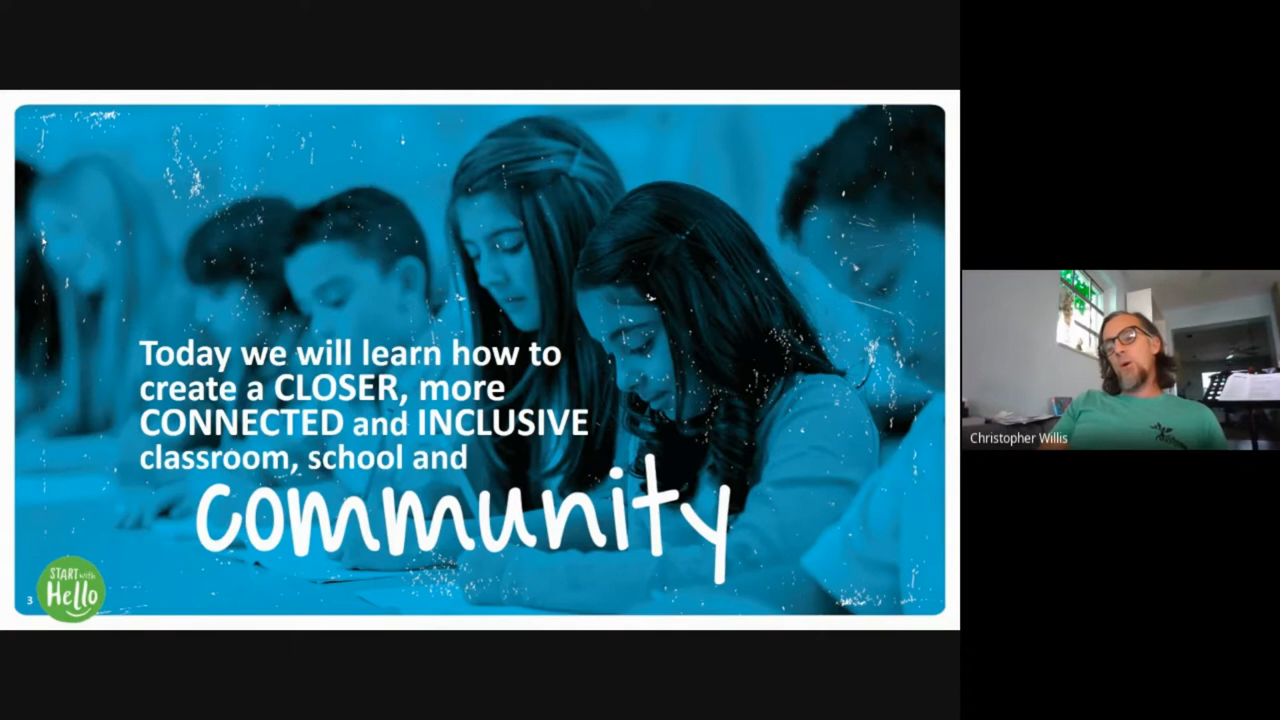 Today we will learn how to
create a CLOSER, more
CONNECTED and INCLUSIVE
classroom, school and
community
START with
Hello
3
Christopher Willis